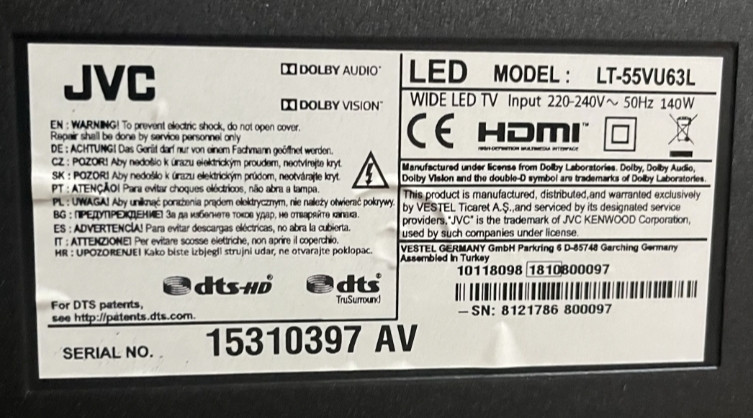 JVC
DOLBY AUDIO™
DOLBY VISION™
EN : WARNING! To prevent electric shock, do not open cover.
Repair shall be done by service personnel only
DE : ACHTUNG! Das Gerät darf nur von einem Fachmann geöffnet werden.
CZ : POZOR! Aby nedošlo k úrazu elektrickým proudem, neotvírejte kryt.
SK : POZOR! Aby nedošlo k úrazu elektrickým prúdom, neotvárajte kryt.
PT : ATENÇÃO! Para evitar choques eléctricos, não abra a tampa.
PL : UWAGA! Aby uniknąć porażenia prądem elektrycznym, nie należy otwierać pokrywy.
BG : ПРЕДУПРЕЖДЕНИЕ! За да избегнете токов удар, не отваряйте капака.
ES : ADVERTENCIA! Para evitar descargas eléctricas, no abra la cubierta.
IT : ATTENZIONE! Per evitare scosse elettriche, non aprire il coperchio.
HR : UPOZORENJE! Kako biste izbjegli strujni udar, ne otvarajte poklopac.
dts-HD
dts
TruSurround
For DTS patents,
see http://patents.dts.com.
SERIAL NO. . 15310397 AV
LED MODEL : LT-55VU63L
WIDE LED TV Input 220-240V~ 50Hz 140W
CE HDMI™
HIGH-DEFINITION MULTIMEDIA INTERFACE
Manufactured under license from Dolby Laboratories. Dolby, Dolby Audio,
Dolby Vision and the double-D symbol are trademarks of Dolby Laboratories.
This product is manufactured, distributed, and warranted exclusively
by VESTEL Ticaret A.Ş., and serviced by its designated service
providers. "JVC" is the trademark of JVC KENWOOD Corporation,
used by such companies under license.
VESTEL GERMANY GmbH Parkring 6 D-85748 Garching Germany
Assembled In Turkey
10118098 1810800097
– SN: 8121786 800097